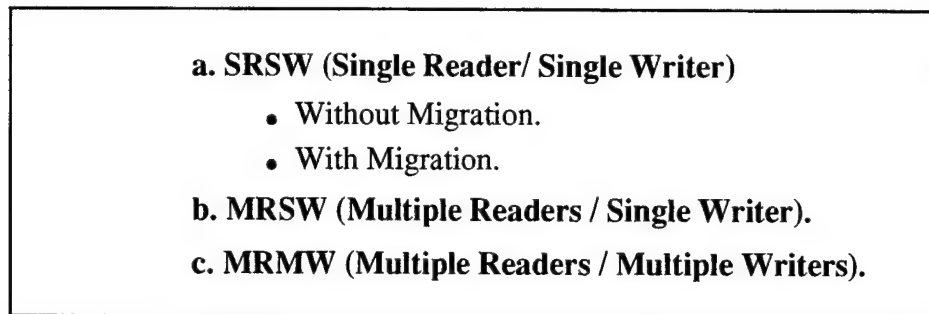 a. SRSW (Single Reader/ Single Writer)
• Without Migration.
• With Migration.
b. MRSW (Multiple Readers / Single Writer).
c. MRMW (Multiple Readers / Multiple Writers).